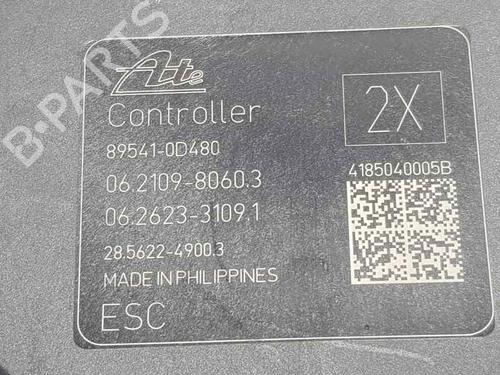 Ate
Controller
2X
89541-0D480
4185040005B
06.2109-8060.3
06.2623-3109.1
28.5622-4900.3
MADE IN PHILIPPINES
ESC
B-PARTS